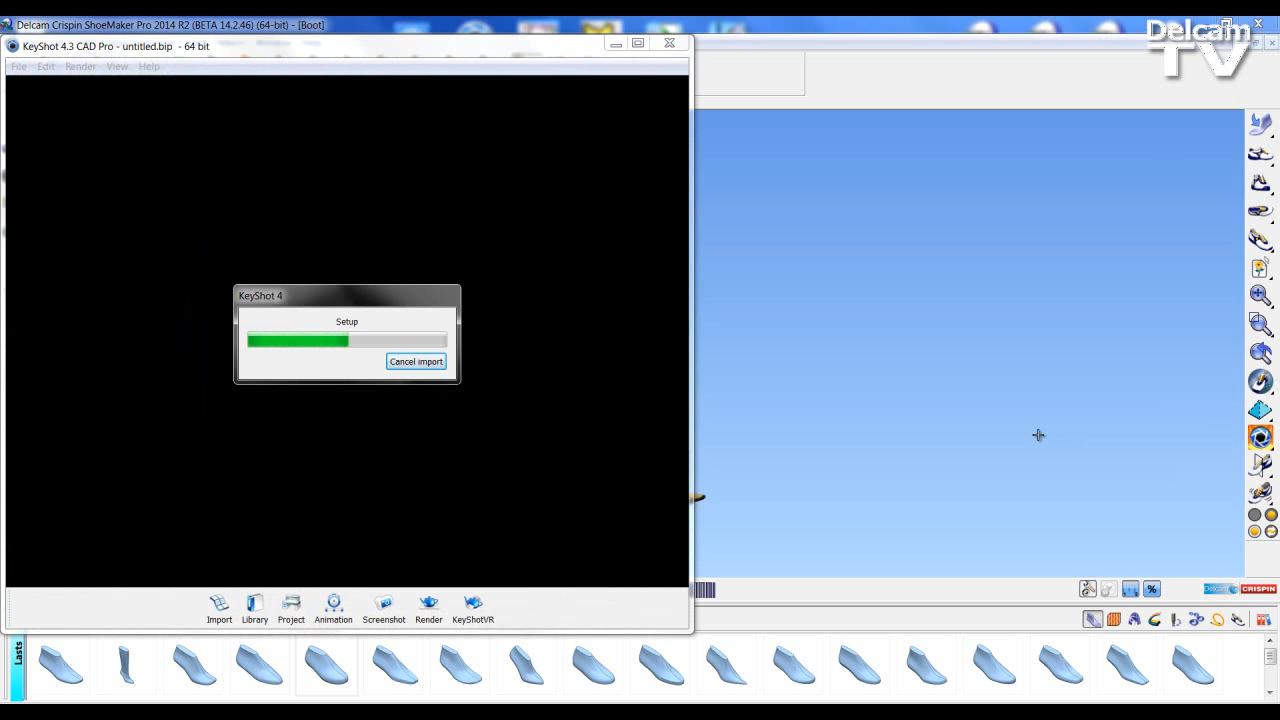 Delcam Crispin ShoeMaker Pro 2014 R2 (BETA 14.2.46) (64-bit) - [Boot]
Delcam
TV
KeyShot 4.3 CAD Pro - untitled.bip - 64 bit
File Edit Render View Help
KeyShot 4
Setup
Cancel import
%
Delcam CRISPIN
Import Library Project Animation Screenshot Render KeyShotVR
Lasts